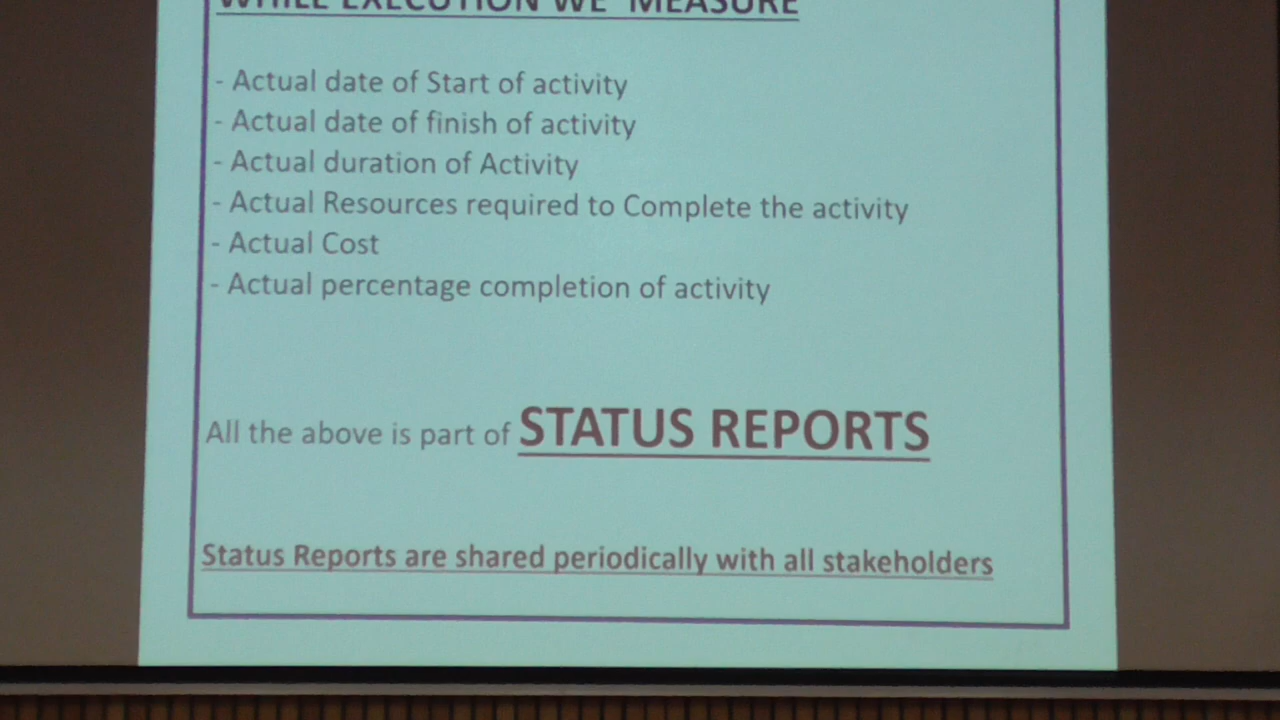 WHILE EXECUTION WE MEASURE
- Actual date of Start of activity
- Actual date of finish of activity
- Actual duration of Activity
- Actual Resources required to Complete the activity
- Actual Cost
- Actual percentage completion of activity
All the above is part of STATUS REPORTS
Status Reports are shared periodically with all stakeholders